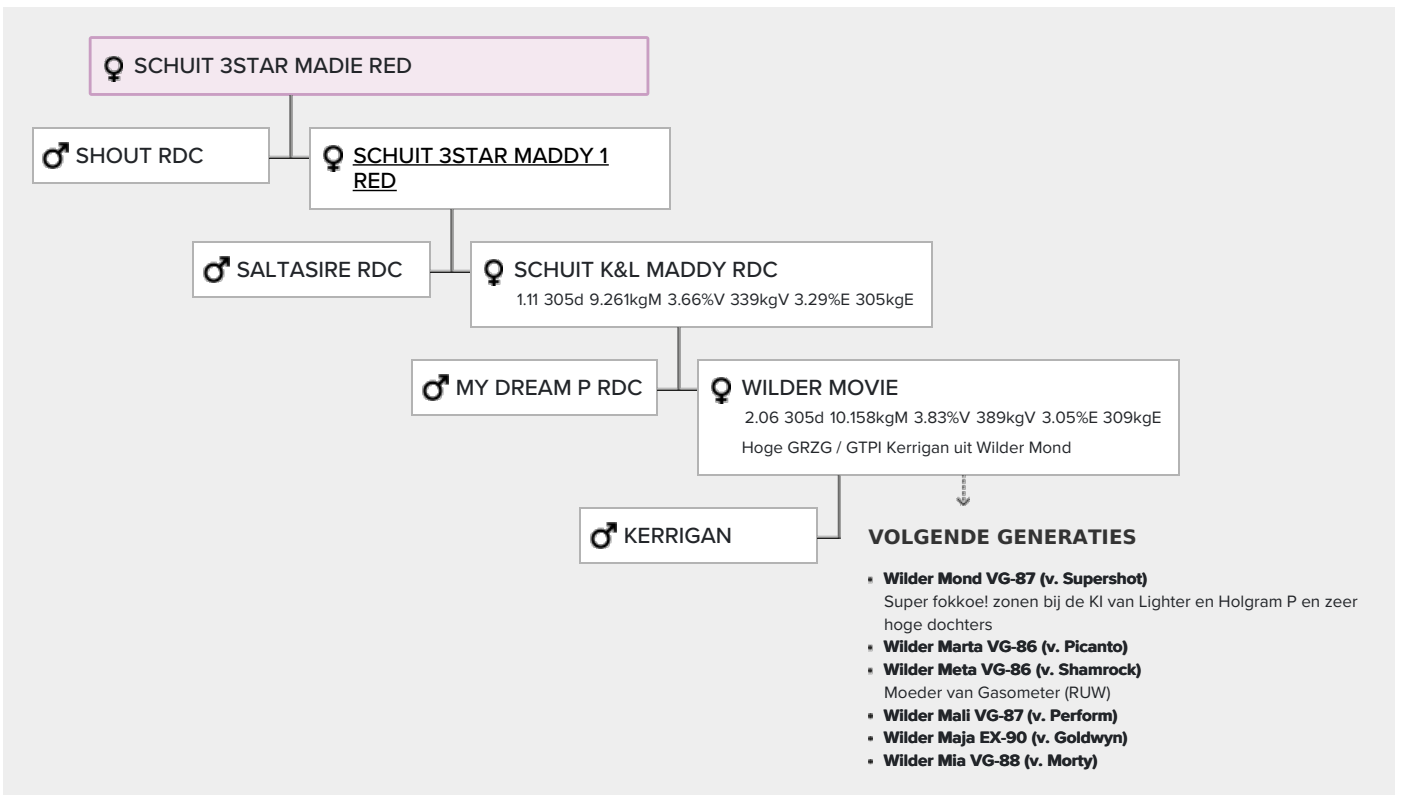 SCHUIT 3STAR MADIE RED
SHOUT RDC
SCHUIT 3STAR MADDY 1
RED
SALTASIRE RDC
SCHUIT K&L MADDY RDC
1.11 305d 9.261kgM 3.66%V 339kgV 3.29%E 305kgE
MY DREAM P RDC
WILDER MOVIE
2.06 305d 10.158kgM 3.83%V 389kgV 3.05%E 309kgE
Hoge GRZG / GTPI Kerrigan uit Wilder Mond
KERRIGAN
VOLGENDE GENERATIES
Wilder Mond VG-87 (v. Supershot)
Super fokkoe! zonen bij de KI van Lighter en Holgram P en zeer
hoge dochters
Wilder Marta VG-86 (v. Picanto)
Wilder Meta VG-86 (v. Shamrock)
Moeder van Gasometer (RUW)
Wilder Mali VG-87 (v. Perform)
Wilder Maja EX-90 (v. Goldwyn)
Wilder Mia VG-88 (v. Morty)